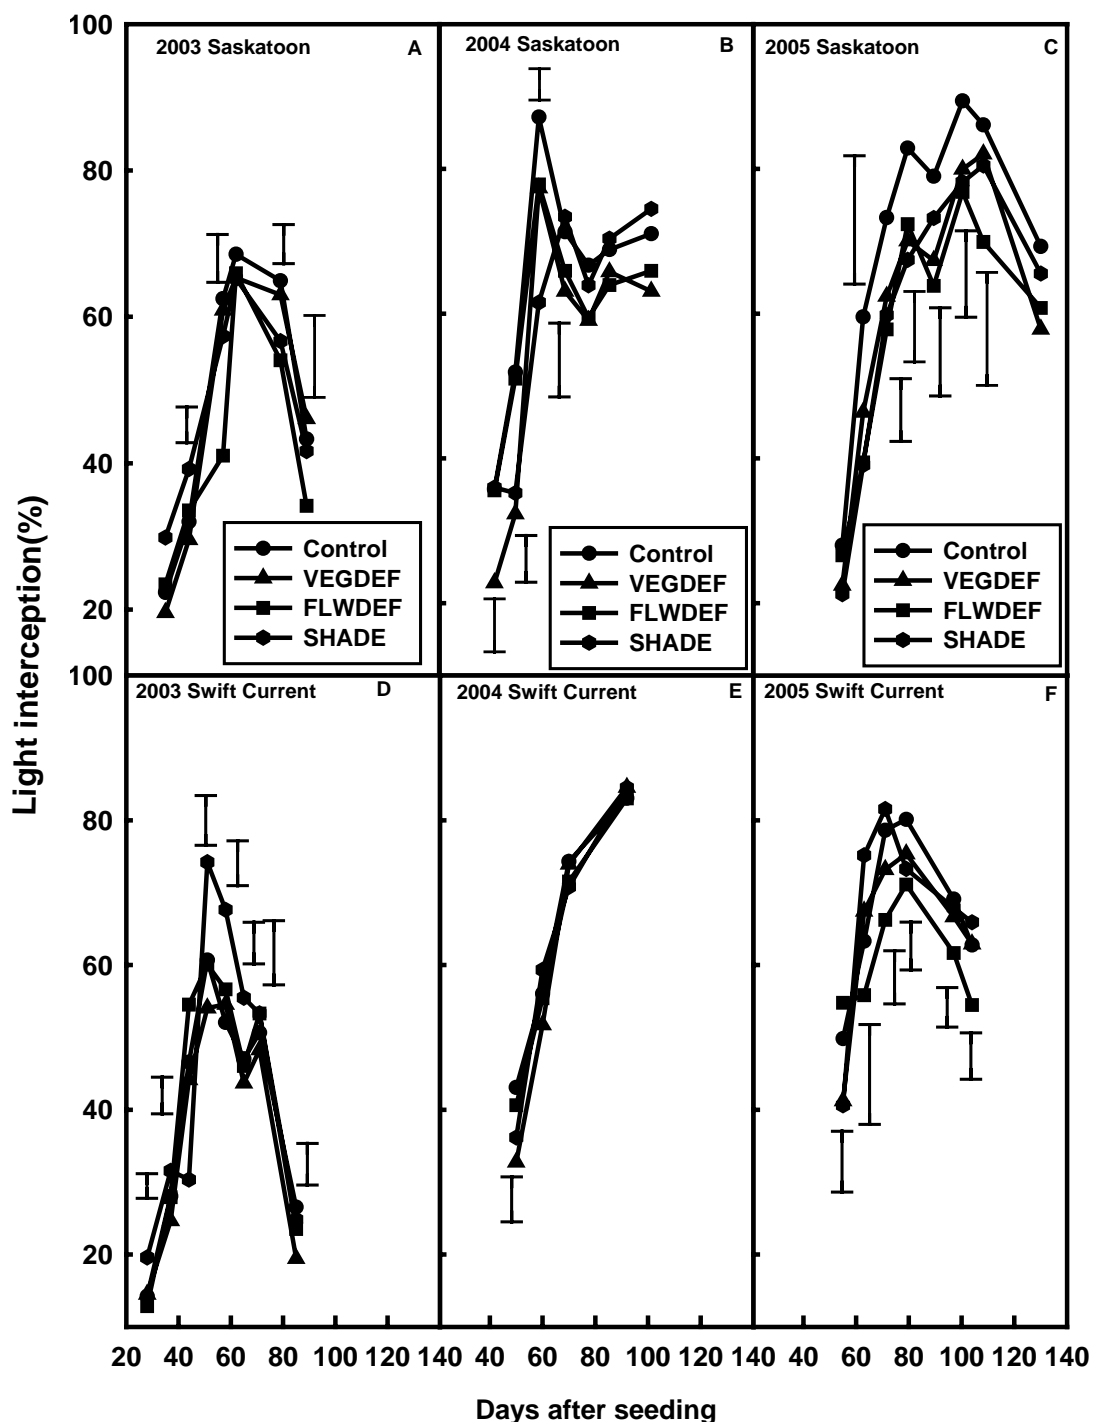 100
2003 Saskatoon A
2004 Saskatoon B
2005 Saskatoon C
80
60
40
20
Control
VEGDEF
FLWDEF
SHADE
Control
VEGDEF
FLWDEF
SHADE
Control
VEGDEF
FLWDEF
SHADE
Light interception(%)
100
2003 Swift Current D
2004 Swift Current E
2005 Swift Current F
80
60
40
20
20 40 60 80 100 120 140 40 60 80 100 120 140 40 60 80 100 120 140
Days after seeding